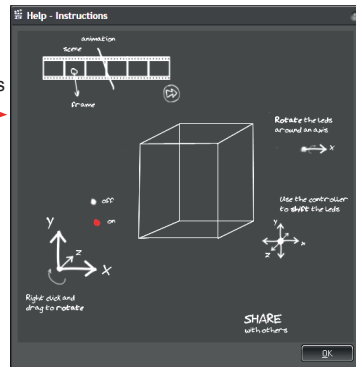 Help - Instructions
animation
scene
frame
s
Rotate the leds
around an axis
x
off
on
Use the controller
to shift the leds
y
x
z
y
z
x
Right click and
drag to rotate
SHARE
with others
OK